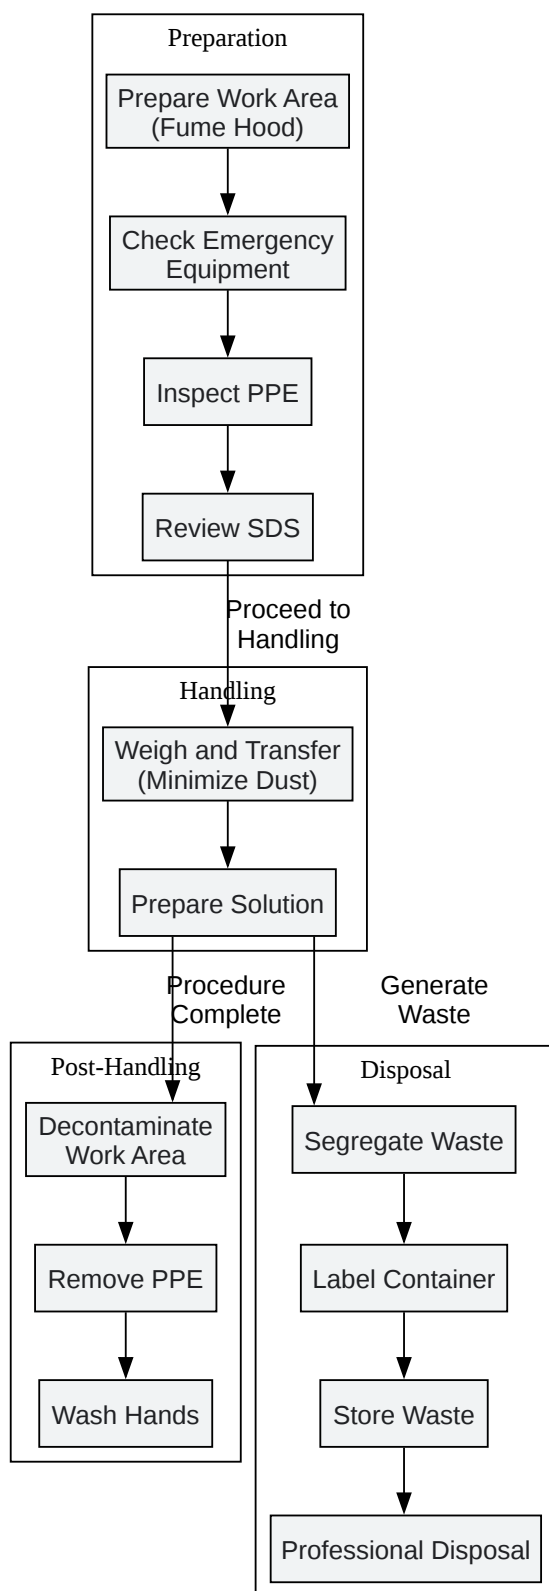 Preparation
Prepare Work Area
(Fume Hood)
Check Emergency
Equipment
Inspect PPE
Review SDS
Proceed to
Handling
Handling
Weigh and Transfer
(Minimize Dust)
Prepare Solution
Procedure
Complete
Generate
Waste
Post-Handling
Decontaminate
Work Area
Remove PPE
Wash Hands
Disposal
Segregate Waste
Label Container
Store Waste
Professional Disposal